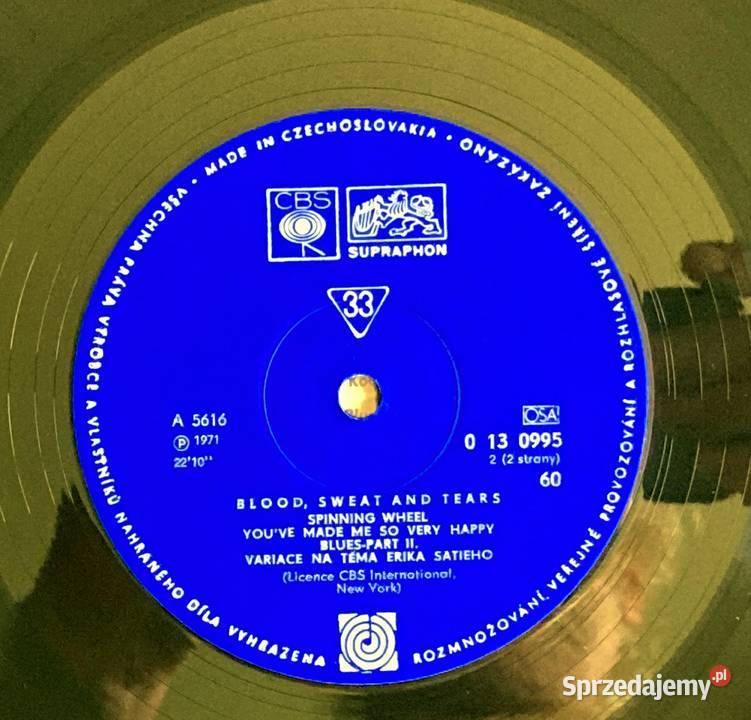 VŠECHNA PRÁVA VÝROBCE A VLASTNÍKŮ NAHRANÉHO DÍLA VYHRAZENA
ROZMNOŽOVÁNÍ, VEŘEJNÉ PROVOZOVÁNÍ A ROZHLASOVÉ ŠÍŘENÍ ZAKÁZÁNO • MADE IN CZECHOSLOVAKIA •
CBS
SUPRAPHON
33
A 5616
Ⓟ 1971
22'10"
OSA
0 13 0995
2 (2 strany)
60
BLOOD, SWEAT AND TEARS
SPINNING WHEEL
YOU'VE MADE ME SO VERY HAPPY
BLUES-PART II.
VARIACE NA TÉMA ERIKA SATIEHO
(Licence CBS International,
New York)
Sprzedajemy.pl